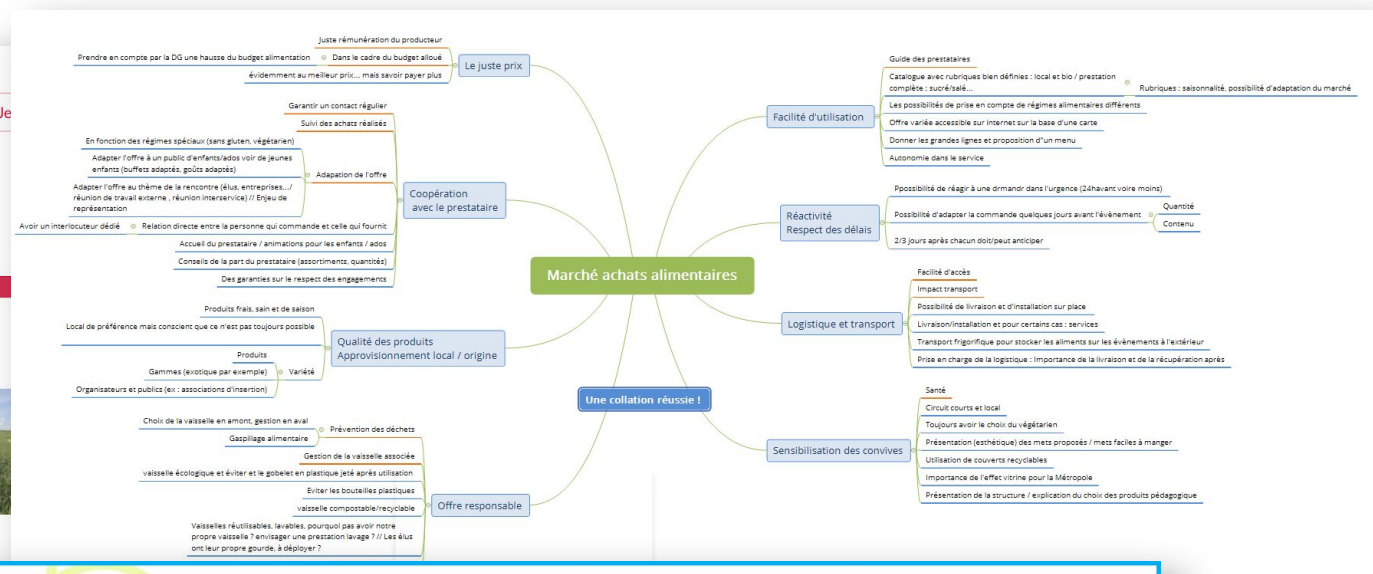 Je
Marché achats alimentaires
Une collation réussie !
Le juste prix
Juste rémunération du producteur
Prendre en compte par la DG une hausse du budget alimentation
Dans le cadre du budget alloué
évidemment au meilleur prix... mais savoir payer plus
Coopération
avec le prestataire
Garantir un contact régulier
Suivi des achats réalisés
En fonction des régimes spéciaux (sans gluten, végétarien)
Adapter l'offre à un public d'enfants/ados voir de jeunes
enfants (buffets adaptés, goûts adaptés)
Adapation de l'offre
Adapter l'offre au thème de la rencontre (élus, entreprises.../
réunion de travail externe , réunion interservice) // Enjeu de
représentation
Avoir un interlocuteur dédié
Relation directe entre la personne qui commande et celle qui fournit
Accueil du prestataire / animations pour les enfants / ados
Conseils de la part du prestataire (assortiments, quantités)
Des garanties sur le respect des engagements
Qualité des produits
Approvisionnement local / origine
Produits frais, sain et de saison
Local de préférence mais conscient que ce n'est pas toujours possible
Produits
Gammes (exotique par exemple)
Variété
Organisateurs et publics (ex : associations d'insertion)
Offre responsable
Choix de la vaisselle en amont, gestion en aval
Prévention des déchets
Gaspillage alimentaire
Gestion de la vaisselle associée
vaisselle écologique et éviter et le gobelet en plastique jeté après utilisation
Eviter les bouteilles plastiques
vaisselle compostable/recyclable
Vaisselles réutilisables, lavables, pourquoi pas avoir notre
propre vaisselle ? envisager une prestation lavage ? // Les élus
ont leur propre gourde, à déployer ?
Facilité d'utilisation
Guide des prestataires
Catalogue avec rubriques bien définies : local et bio / prestation
complète : sucré/salé...
Rubriques : saisonnalité, possibilité d'adaptation du marché
Les possibilités de prise en compte de régimes alimentaires différents
Offre variée accessible sur internet sur la base d'une carte
Donner les grandes lignes et proposition d"un menu
Autonomie dans le service
Réactivité
Respect des délais
Ppossibilité de réagir à une drmandr dans l'urgence (24havant voire moins)
Possibilité d'adapter la commande quelques jours avant l'évènement
Quantité
Contenu
2/3 jours après chacun doit/peut anticiper
Logistique et transport
Facilité d'accès
Impact transport
Possibilité de livraison et d'installation sur place
Livraison/installation et pour certains cas : services
Transport frigorifique pour stocker les aliments sur les évènements à l'extérieur
Prise en charge de la logistique : Importance de la livraison et de la récupération après
Sensibilisation des convives
Santé
Circuit courts et local
Toujours avoir le choix du végétarien
Présentation (esthétique) des mets proposés / mets faciles à manger
Utilisation de couverts recyclables
Importance de l'effet vitrine pour la Métropole
Présentation de la structure / explication du choix des produits pédagogique